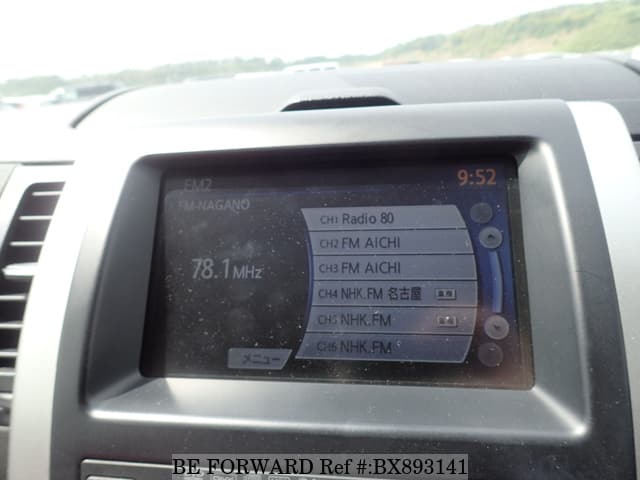 FM2
9:52
FM-NAGANO
78.1MHz
CH1 Radio 80
CH2 FM AICHI
CH3 FM AICHI
CH4 NHK.FM 名古屋
CH5 NHK.FM
CH6 NHK.FM
メニュー
BE FORWARD Ref #:BX893141